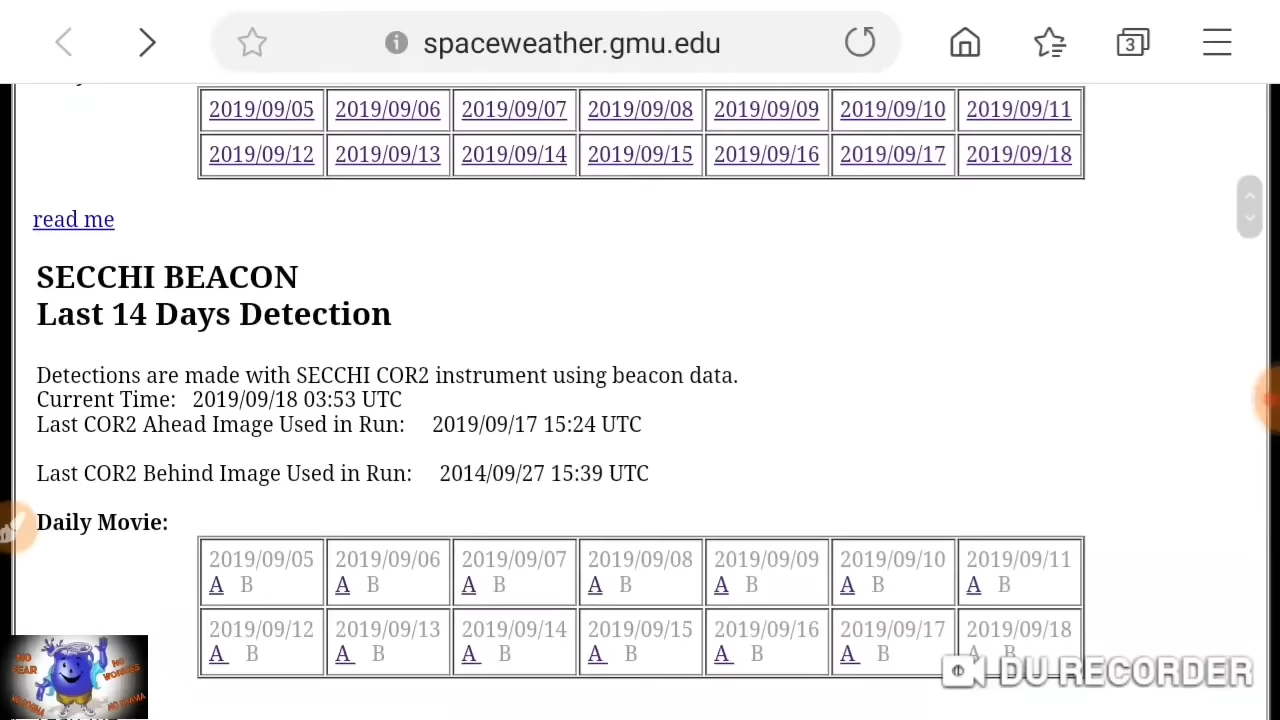 spaceweather.gmu.edu
3
2019/09/05 2019/09/06 2019/09/07 2019/09/08 2019/09/09 2019/09/10 2019/09/11
2019/09/12 2019/09/13 2019/09/14 2019/09/15 2019/09/16 2019/09/17 2019/09/18
read me
SECCHI BEACON
Last 14 Days Detection
Detections are made with SECCHI COR2 instrument using beacon data.
Current Time: 2019/09/18 03:53 UTC
Last COR2 Ahead Image Used in Run: 2019/09/17 15:24 UTC
Last COR2 Behind Image Used in Run: 2014/09/27 15:39 UTC
Daily Movie:
2019/09/05 2019/09/06 2019/09/07 2019/09/08 2019/09/09 2019/09/10 2019/09/11
A B A B A B A B A B A B A B
2019/09/12 2019/09/13 2019/09/14 2019/09/15 2019/09/16 2019/09/17 2019/09/18
A B A B A B A B A B A B A B
DU RECORDER
NO FEAR
NO WORRIES
NO DRAMA